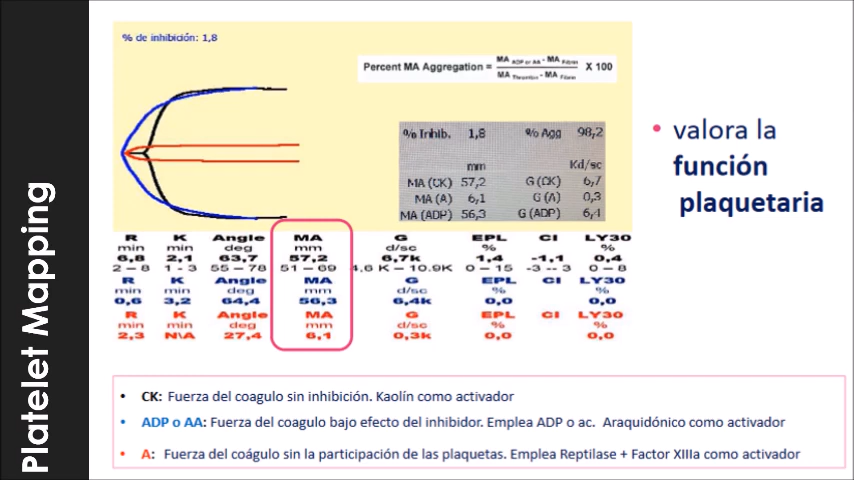 Platelet Mapping
% de inhibición: 1,8
Percent MA Aggregation = MA ADP or AA - MA Fibrin / MA Thrombin - MA Fibrin X 100
% Inhib. 1,8 % Agg 98,2
mm Kd/sc
MA (CK) 57,2 G (CK) 6,7
MA (A) 6,1 G (A) 0,3
MA (ADP) 56,3 G (ADP) 6,4
• valora la
función
plaquetaria
R K Angle MA G EPL CI LY30
min min deg mm d/sc % %
6,8 2,1 63,7 57,2 6,7k 1,4 -1,1 0,4
2 – 8 1 - 3 55 – 78 51 – 69 4,6 K – 10.9K 0 – 15 -3 -- 3 0 – 8
R K Angle MA G EPL CI LY30
min min deg mm d/sc % %
0,6 3,2 64,4 56,3 6,4k 0,0 0,0
R K Angle MA G EPL CI LY30
min min deg mm d/sc % %
2,3 N\A 27,4 6,1 0,3k 0,0 0,0
• CK: Fuerza del coagulo sin inhibición. Kaolín como activador
• ADP o AA: Fuerza del coagulo bajo efecto del inhibidor. Emplea ADP o ac. Araquidónico como activador
• A: Fuerza del coágulo sin la participación de las plaquetas. Emplea Reptilase + Factor XIIIa como activador